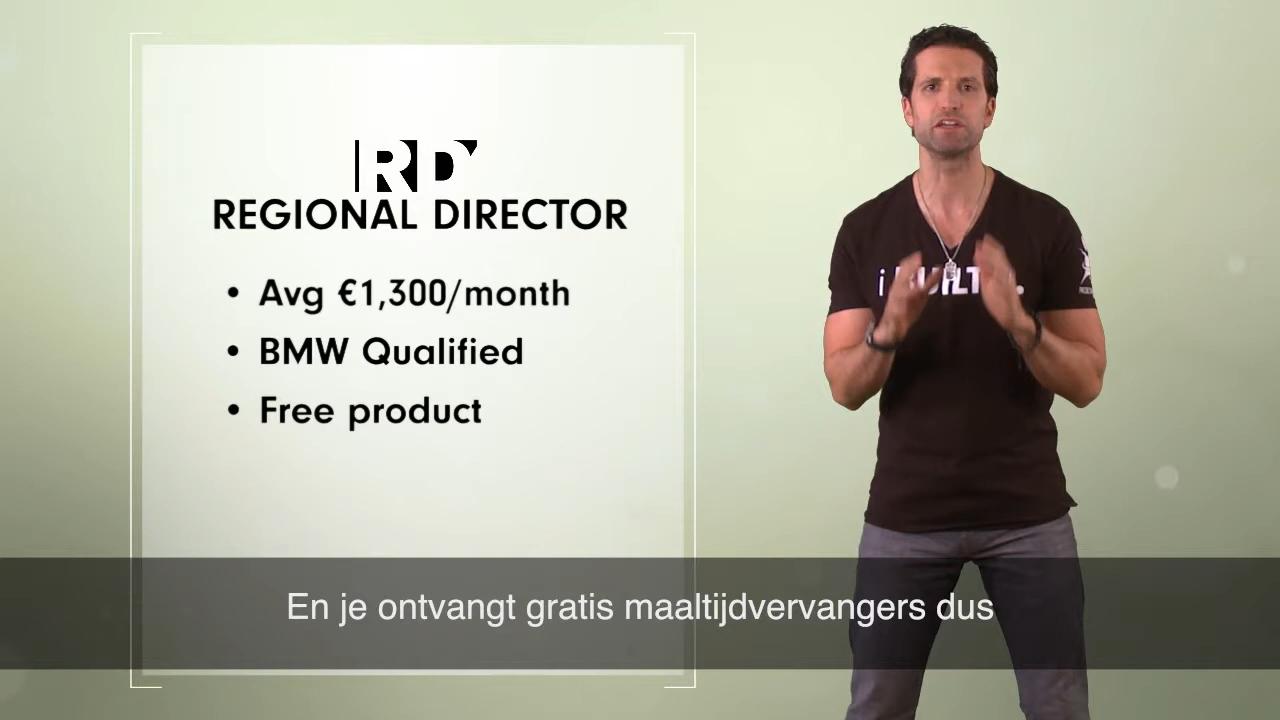 RD
REGIONAL DIRECTOR
• Avg €1,300/month
• BMW Qualified
• Free product
En je ontvangt gratis maaltijdvervangers dus